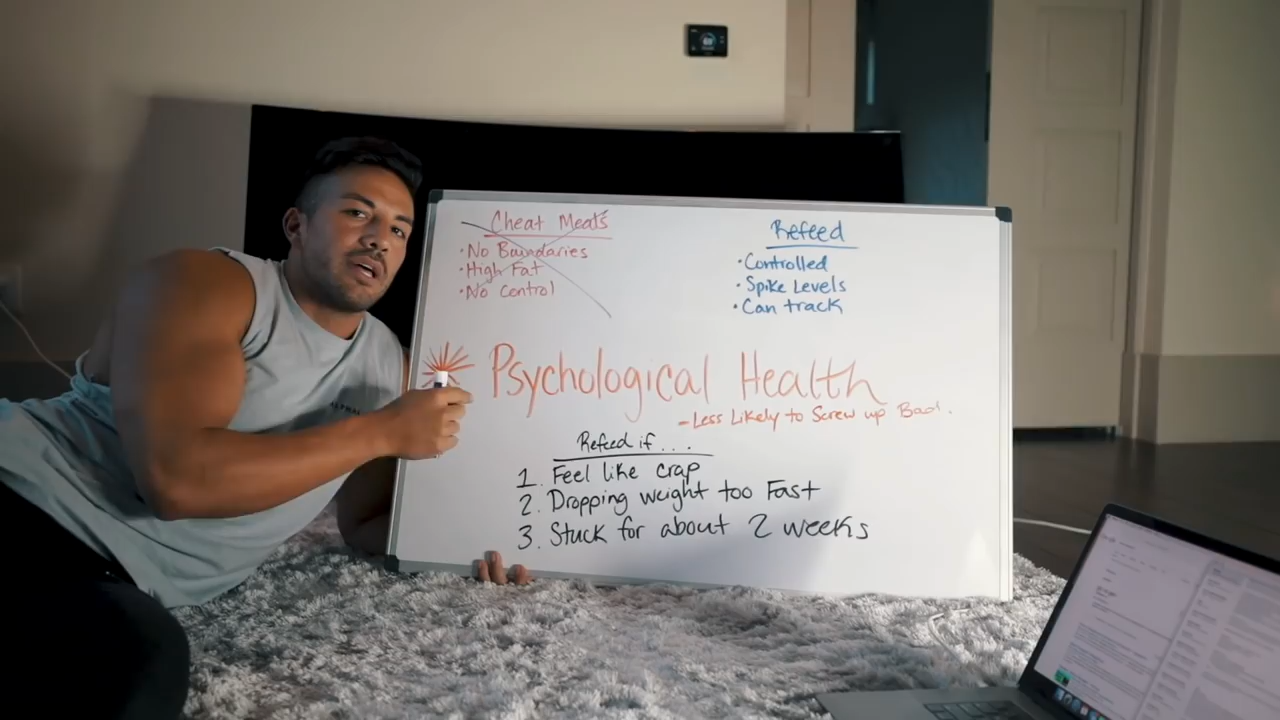 Cheat Meals
• No Boundaries
• High Fat
• No Control
Refeed
• Controlled
• Spike Levels
• Can track
Psychological Health
- Less Likely to Screw up Bad.
Refeed if...
1. Feel like crap
2. Dropping weight too Fast
3. Stuck for about 2 weeks